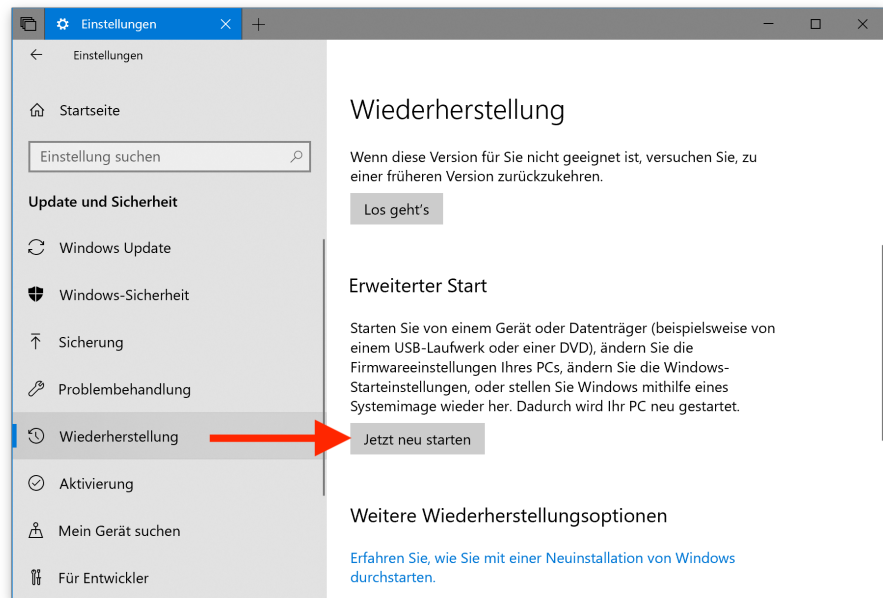 Einstellungen
Einstellungen
Startseite
Einstellung suchen
Update und Sicherheit
Windows Update
Windows-Sicherheit
Sicherung
Problembehandlung
Wiederherstellung
Aktivierung
Mein Gerät suchen
Für Entwickler
Wiederherstellung
Wenn diese Version für Sie nicht geeignet ist, versuchen Sie, zu
einer früheren Version zurückzukehren.
Los geht's
Erweiterter Start
Starten Sie von einem Gerät oder Datenträger (beispielsweise von
einem USB-Laufwerk oder einer DVD), ändern Sie die
Firmwareeinstellungen Ihres PCs, ändern Sie die Windows-
Starteinstellungen, oder stellen Sie Windows mithilfe eines
Systemimage wieder her. Dadurch wird Ihr PC neu gestartet.
Jetzt neu starten
Weitere Wiederherstellungsoptionen
Erfahren Sie, wie Sie mit einer Neuinstallation von Windows
durchstarten.